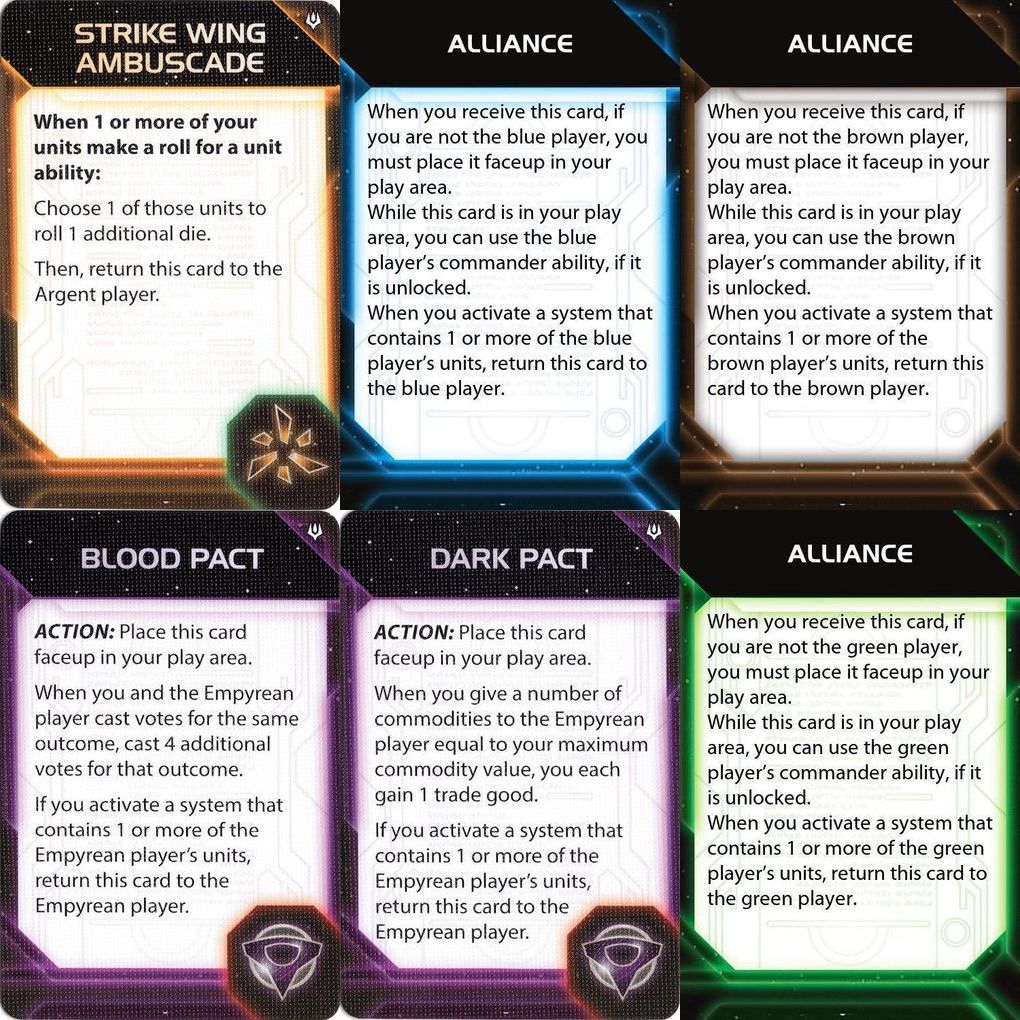 STRIKE WING
AMBUSCADE
When 1 or more of your
units make a roll for a unit
ability:
Choose 1 of those units to
roll 1 additional die.
Then, return this card to the
Argent player.
ALLIANCE
When you receive this card, if
you are not the blue player, you
must place it faceup in your
play area.
While this card is in your play
area, you can use the blue
player's commander ability, if it
is unlocked.
When you activate a system that
contains 1 or more of the blue
player's units, return this card to
the blue player.
ALLIANCE
When you receive this card, if
you are not the brown player,
you must place it faceup in your
play area.
While this card is in your play
area, you can use the brown
player's commander ability, if it
is unlocked.
When you activate a system that
contains 1 or more of the
brown player's units, return this
card to the brown player.
BLOOD PACT
ACTION: Place this card
faceup in your play area.
When you and the Empyrean
player cast votes for the same
outcome, cast 4 additional
votes for that outcome.
If you activate a system that
contains 1 or more of the
Empyrean player's units,
return this card to the
Empyrean player.
DARK PACT
ACTION: Place this card
faceup in your play area.
When you give a number of
commodities to the Empyrean
player equal to your maximum
commodity value, you each
gain 1 trade good.
If you activate a system that
contains 1 or more of the
Empyrean player's units,
return this card to the
Empyrean player.
ALLIANCE
When you receive this card, if
you are not the green player,
you must place it faceup in your
play area.
While this card is in your play
area, you can use the green
player's commander ability, if it
is unlocked.
When you activate a system that
contains 1 or more of the green
player's units, return this card to
the green player.